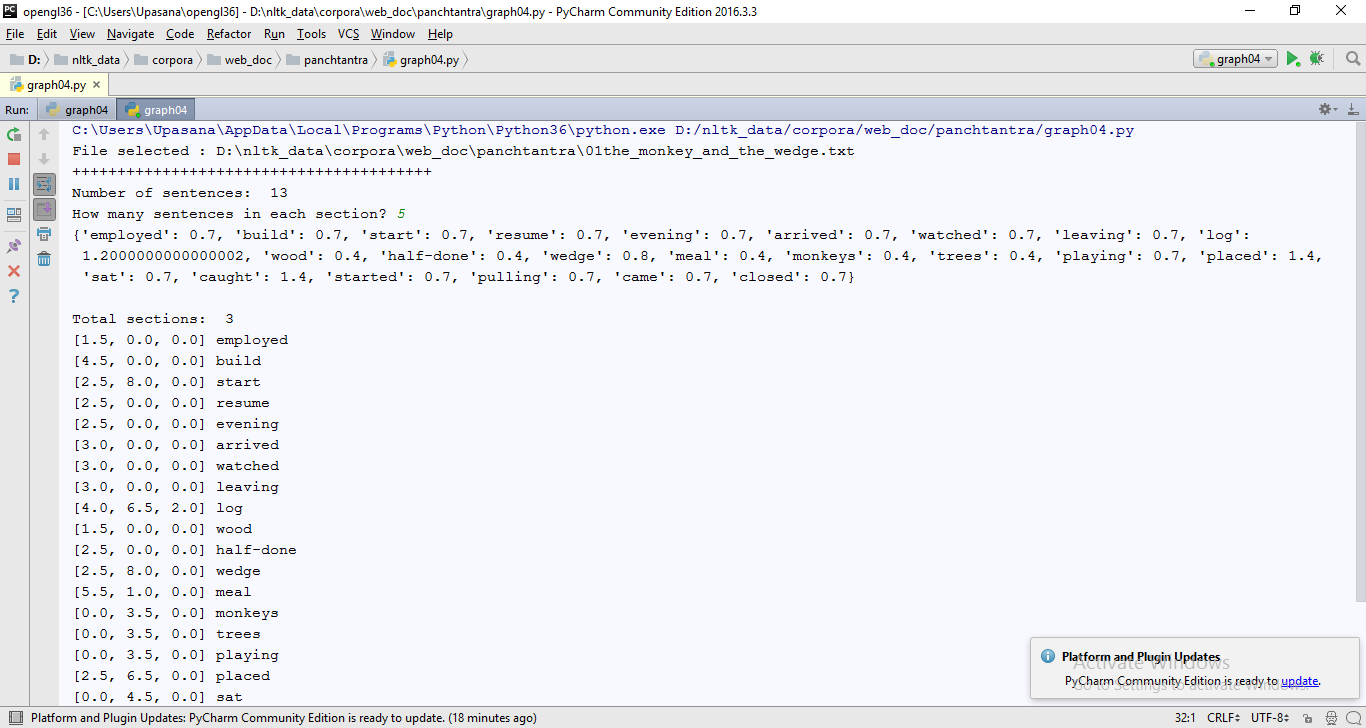 opengl36 - [C:\Users\Upasana\opengl36] - D:\nltk_data\corpora\web_doc\panchtantra\graph04.py - PyCharm Community Edition 2016.3.3
File Edit View Navigate Code Refactor Run Tools VCS Window Help
D: nltk_data corpora web_doc panchtantra graph04.py graph04
graph04.py
Run: graph04 graph04
C:\Users\Upasana\AppData\Local\Programs\Python\Python36\python.exe D:/nltk_data/corpora/web_doc/panchtantra/graph04.py
File selected : D:\nltk_data\corpora\web_doc\panchtantra\01the_monkey_and_the_wedge.txt
++++++++++++++++++++++++++++++++++++++++
Number of sentences:  13
How many sentences in each section? 5
{'employed': 0.7, 'build': 0.7, 'start': 0.7, 'resume': 0.7, 'evening': 0.7, 'arrived': 0.7, 'watched': 0.7, 'leaving': 0.7, 'log':
1.2000000000000002, 'wood': 0.4, 'half-done': 0.4, 'wedge': 0.8, 'meal': 0.4, 'monkeys': 0.4, 'trees': 0.4, 'playing': 0.7, 'placed': 1.4,
'sat': 0.7, 'caught': 1.4, 'started': 0.7, 'pulling': 0.7, 'came': 0.7, 'closed': 0.7}
Total sections:  3
[1.5, 0.0, 0.0] employed
[4.5, 0.0, 0.0] build
[2.5, 8.0, 0.0] start
[2.5, 0.0, 0.0] resume
[2.5, 0.0, 0.0] evening
[3.0, 0.0, 0.0] arrived
[3.0, 0.0, 0.0] watched
[3.0, 0.0, 0.0] leaving
[4.0, 6.5, 2.0] log
[1.5, 0.0, 0.0] wood
[2.5, 0.0, 0.0] half-done
[2.5, 8.0, 0.0] wedge
[5.5, 1.0, 0.0] meal
[0.0, 3.5, 0.0] monkeys
[0.0, 3.5, 0.0] trees
[0.0, 3.5, 0.0] playing
[2.5, 6.5, 0.0] placed
[0.0, 4.5, 0.0] sat
Platform and Plugin Updates
Activate Windows
PyCharm Community Edition is ready to update.
Go to Settings to activate Windows.
Platform and Plugin Updates: PyCharm Community Edition is ready to update. (18 minutes ago) 32:1 CRLF UTF-8